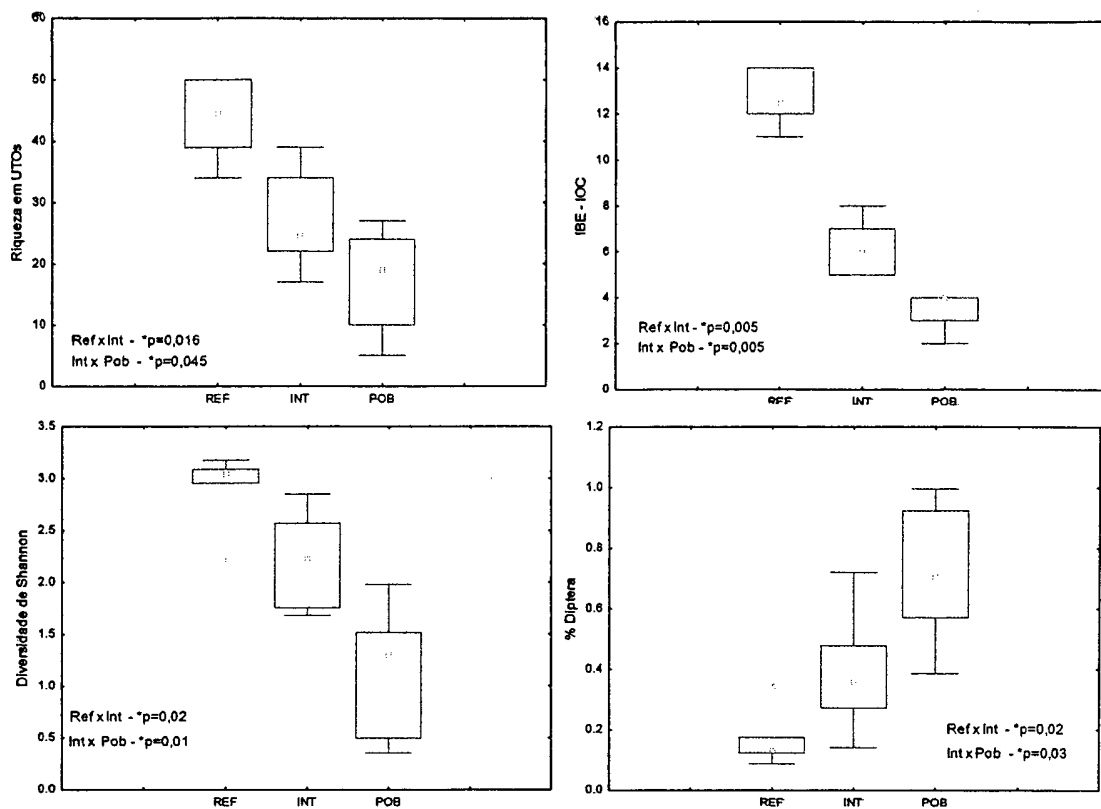 Riqueza em UTOs
60
50
40
30
20
10
0
Ref x Int - *p=0,016
Int x Pob - *p=0,045
REF INT POB
IBE - IOC
16
14
12
10
8
6
4
2
0
Ref x Int - *p=0,005
Int x Pob - *p=0,005
REF INT POB
Diversidade de Shannon
3.5
3.0
2.5
2.0
1.5
1.0
0.5
0.0
Ref x Int - *p=0,02
Int x Pob - *p=0,01
REF INT POB
% Diptera
1.2
1.0
0.8
0.6
0.4
0.2
0.0
Ref x Int - *p=0,02
Int x Pob - *p=0,03
REF INT POB